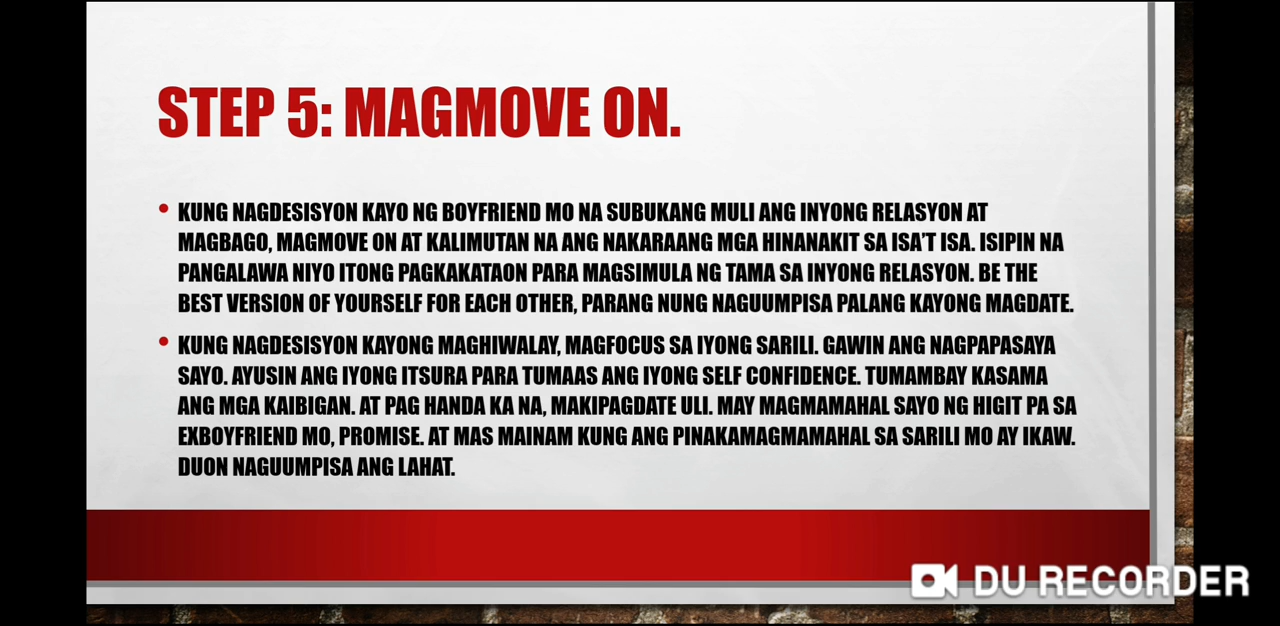 STEP 5: MAGMOVE ON.
• KUNG NAGDESISYON KAYO NG BOYFRIEND MO NA SUBUKANG MULI ANG INYONG RELASYON AT
MAGBAGO, MAGMOVE ON AT KALIMUTAN NA ANG NAKARAANG MGA HINANAKIT SA ISA'T ISA. ISIPIN NA
PANGALAWA NIYO ITONG PAGKAKATAON PARA MAGSIMULA NG TAMA SA INYONG RELASYON. BE THE
BEST VERSION OF YOURSELF FOR EACH OTHER, PARANG NUNG NAGUUMPISA PALANG KAYONG MAGDATE.
• KUNG NAGDESISYON KAYONG MAGHIWALAY, MAGFOCUS SA IYONG SARILI. GAWIN ANG NAGPAPASAYA
SAYO. AYUSIN ANG IYONG ITSURA PARA TUMAAS ANG IYONG SELF CONFIDENCE. TUMAMBAY KASAMA
ANG MGA KAIBIGAN. AT PAG HANDA KA NA, MAKIPAGDATE ULI. MAY MAGMAMAHAL SAYO NG HIGIT PA SA
EXBOYFRIEND MO, PROMISE. AT MAS MAINAM KUNG ANG PINAKAMAGMAMAHAL SA SARILI MO AY IKAW.
DUON NAGUUMPISA ANG LAHAT.
DU RECORDER